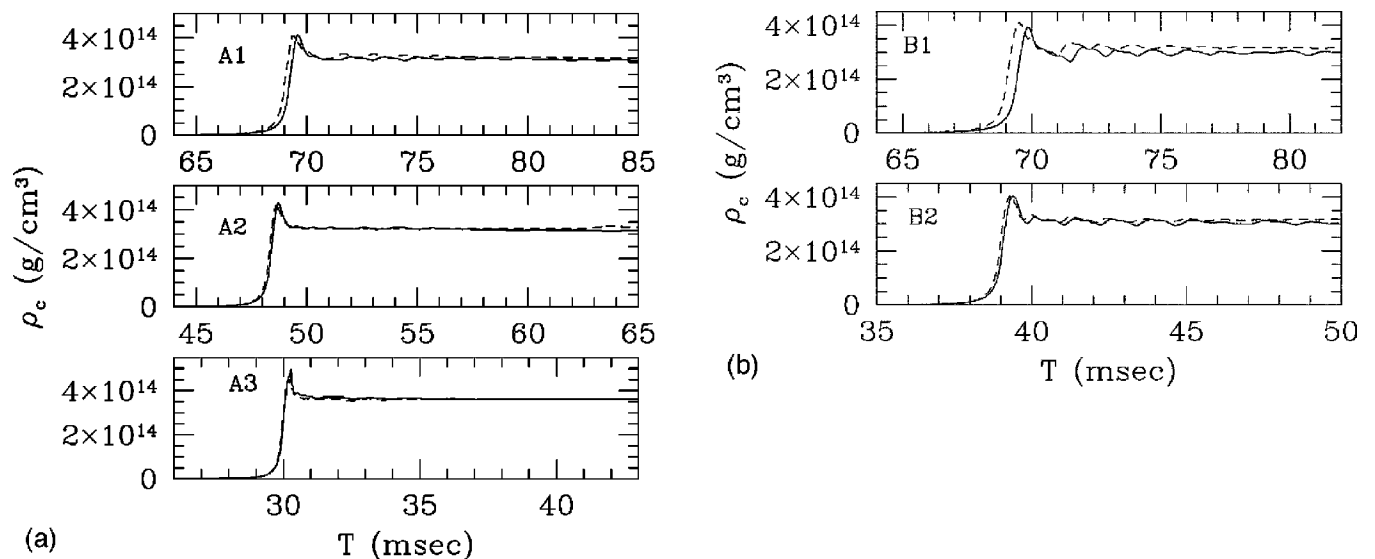 4×10¹⁴
A1
2×10¹⁴
0
65 70 75 80 85
4×10¹⁴
A2
2×10¹⁴
0
45 50 55 60 65
4×10¹⁴
A3
2×10¹⁴
0
30 35 40
ρc (g/cm³)
(a)
T (msec)
4×10¹⁴
B1
2×10¹⁴
0
65 70 75 80
4×10¹⁴
B2
2×10¹⁴
0
35 40 45 50
ρc (g/cm³)
(b)
T (msec)